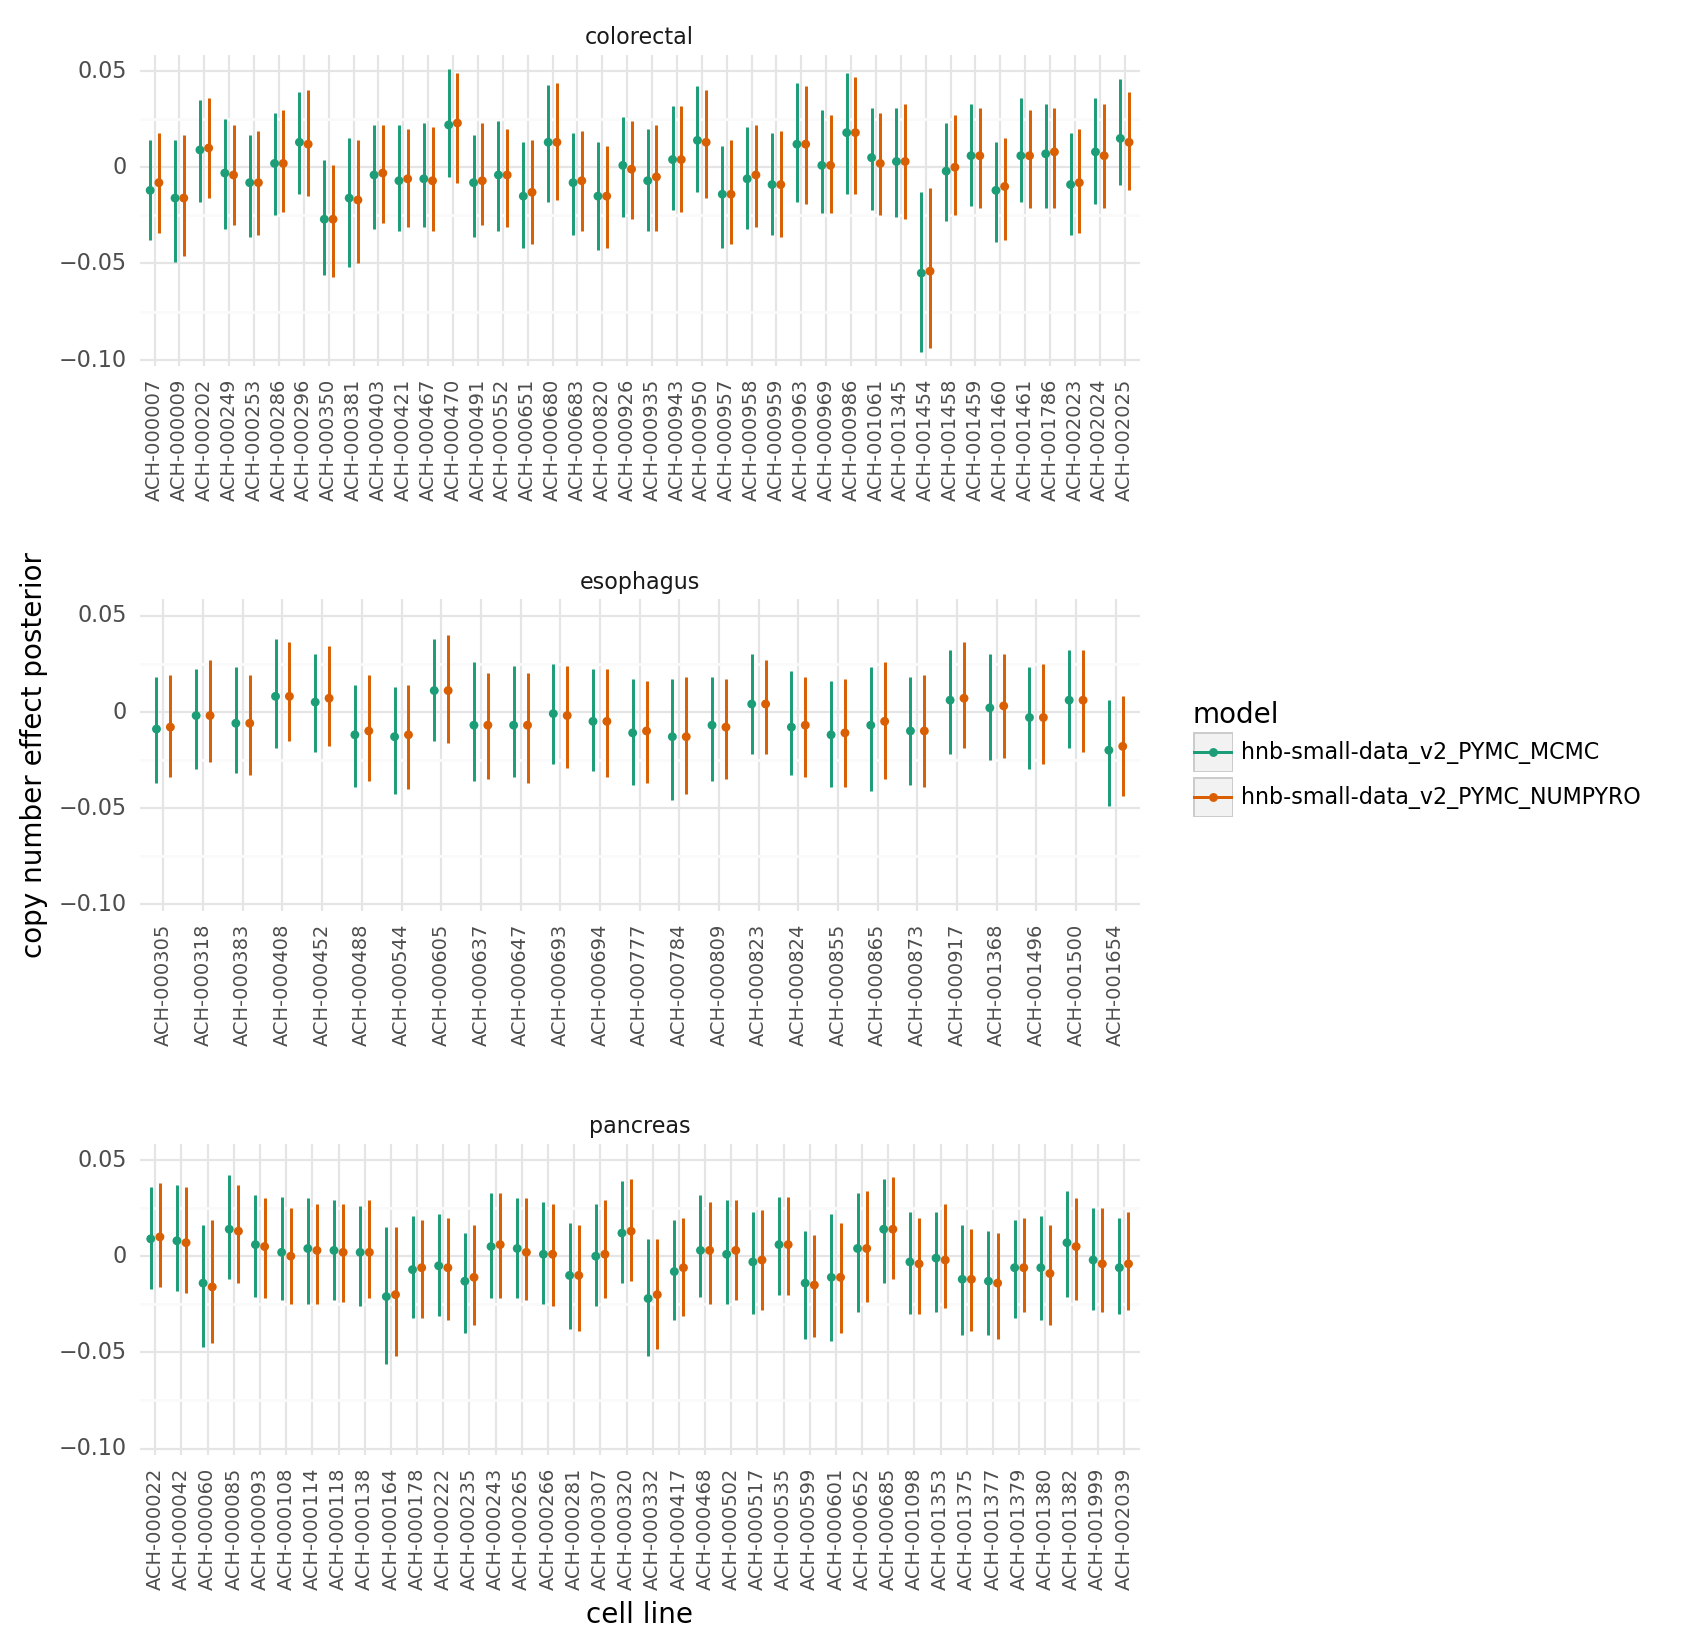 colorectal
0.05
0
−0.05
−0.10
ACH-000007
ACH-000009
ACH-000202
ACH-000249
ACH-000253
ACH-000286
ACH-000296
ACH-000350
ACH-000381
ACH-000403
ACH-000421
ACH-000467
ACH-000470
ACH-000491
ACH-000552
ACH-000651
ACH-000680
ACH-000683
ACH-000820
ACH-000926
ACH-000935
ACH-000943
ACH-000950
ACH-000957
ACH-000958
ACH-000959
ACH-000963
ACH-000969
ACH-000986
ACH-001061
ACH-001345
ACH-001454
ACH-001458
ACH-001459
ACH-001460
ACH-001461
ACH-001786
ACH-002023
ACH-002024
ACH-002025
copy number effect posterior
esophagus
0.05
0
−0.05
−0.10
ACH-000305
ACH-000318
ACH-000383
ACH-000408
ACH-000452
ACH-000488
ACH-000544
ACH-000605
ACH-000637
ACH-000647
ACH-000693
ACH-000694
ACH-000777
ACH-000784
ACH-000809
ACH-000823
ACH-000824
ACH-000855
ACH-000865
ACH-000873
ACH-000917
ACH-001368
ACH-001496
ACH-001500
ACH-001654
model
hnb-small-data_v2_PYMC_MCMC
hnb-small-data_v2_PYMC_NUMPYRO
pancreas
0.05
0
−0.05
−0.10
ACH-000022
ACH-000042
ACH-000060
ACH-000085
ACH-000093
ACH-000108
ACH-000114
ACH-000118
ACH-000138
ACH-000164
ACH-000178
ACH-000222
ACH-000235
ACH-000243
ACH-000265
ACH-000266
ACH-000281
ACH-000307
ACH-000320
ACH-000332
ACH-000417
ACH-000468
ACH-000502
ACH-000517
ACH-000535
ACH-000599
ACH-000601
ACH-000652
ACH-000685
ACH-001098
ACH-001353
ACH-001375
ACH-001377
ACH-001379
ACH-001380
ACH-001382
ACH-001999
ACH-002039
cell line